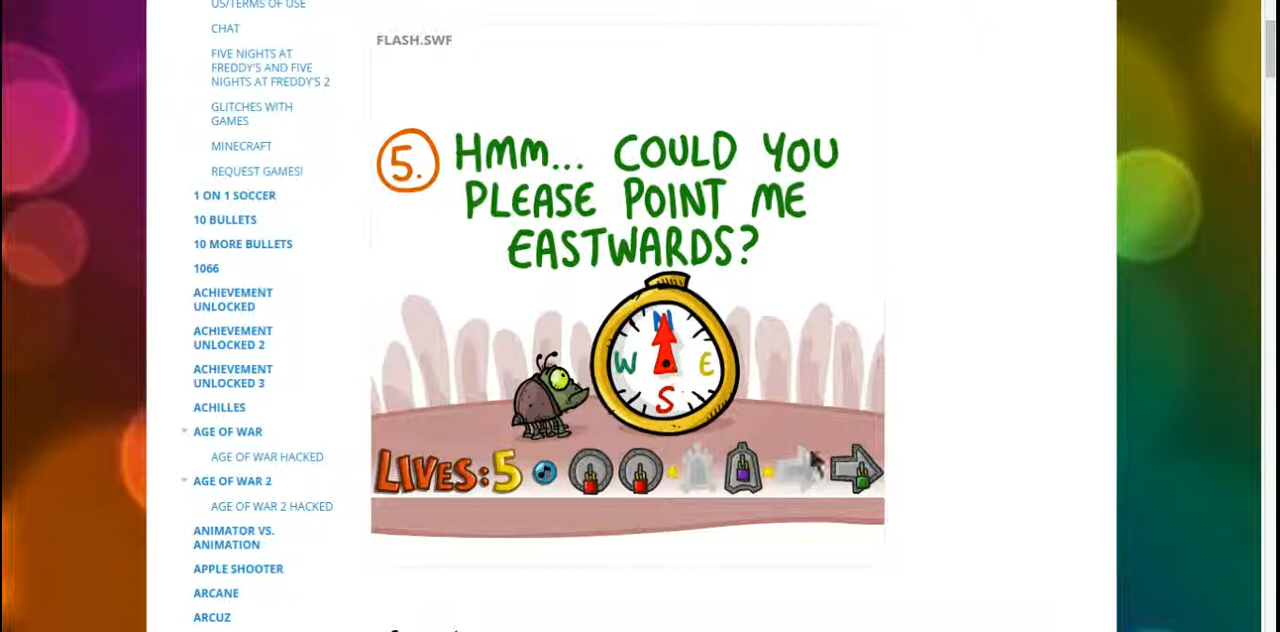 US/TERMS OF USE
CHAT
FIVE NIGHTS AT
FREDDY'S AND FIVE
NIGHTS AT FREDDY'S 2
GLITCHES WITH
GAMES
MINECRAFT
REQUEST GAMES!
1 ON 1 SOCCER
10 BULLETS
10 MORE BULLETS
1066
ACHIEVEMENT
UNLOCKED
ACHIEVEMENT
UNLOCKED 2
ACHIEVEMENT
UNLOCKED 3
ACHILLES
AGE OF WAR
AGE OF WAR HACKED
AGE OF WAR 2
AGE OF WAR 2 HACKED
ANIMATOR VS.
ANIMATION
APPLE SHOOTER
ARCANE
ARCUZ
FLASH.SWF
5. HMM... COULD YOU
PLEASE POINT ME
EASTWARDS?
N
W E
S
LIVES:5